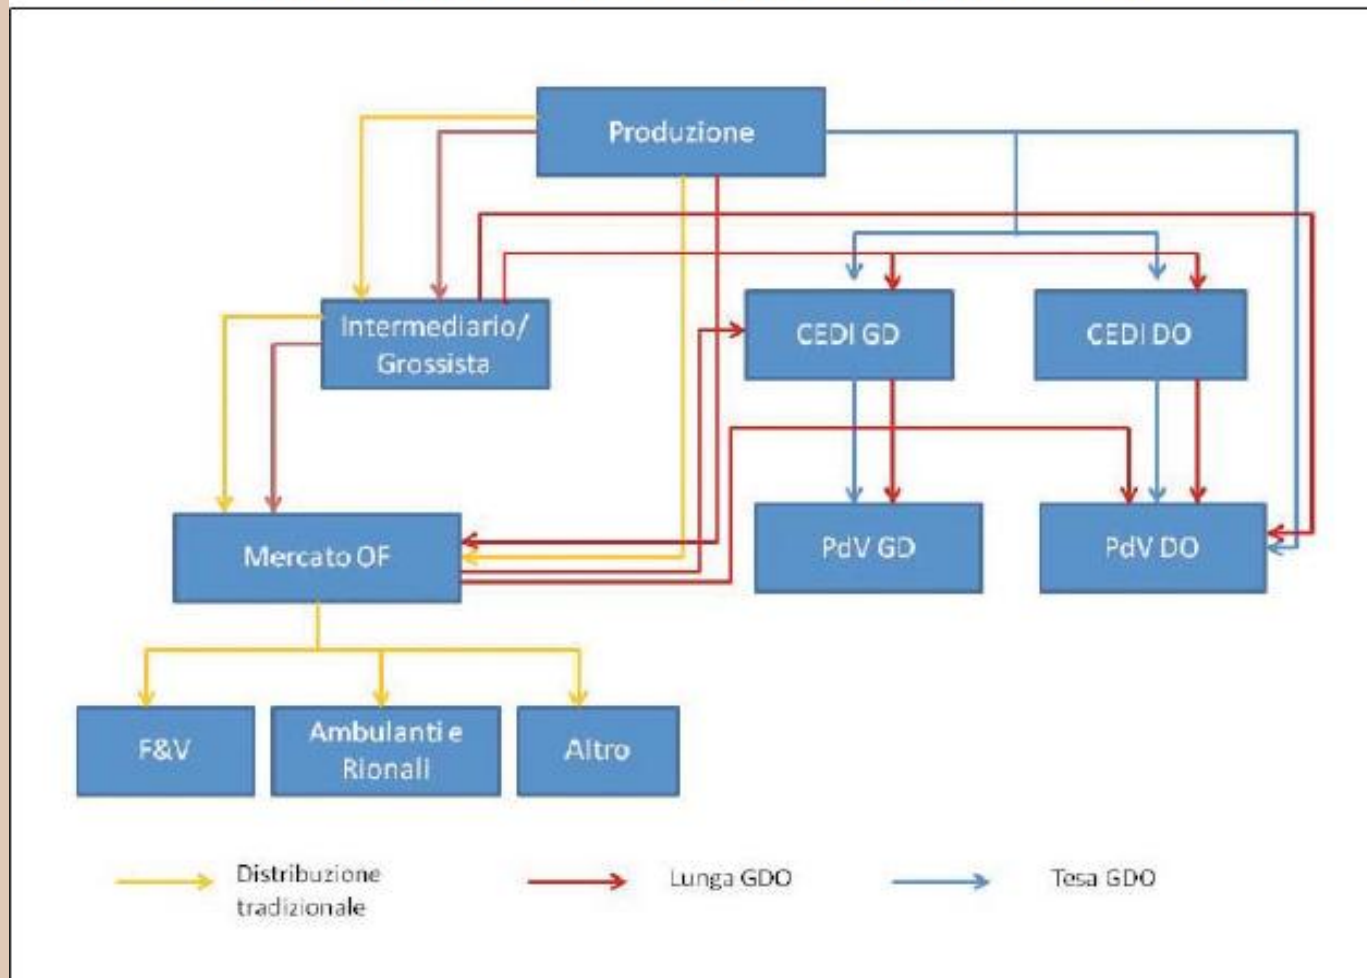 Produzione
Intermediario/
Grossista
CEDI GD
CEDI DO
Mercato OF
PdV GD
PdV DO
F&V
Ambulanti e
Rionali
Altro
Distribuzione
tradizionale
Lunga GDO
Tesa GDO